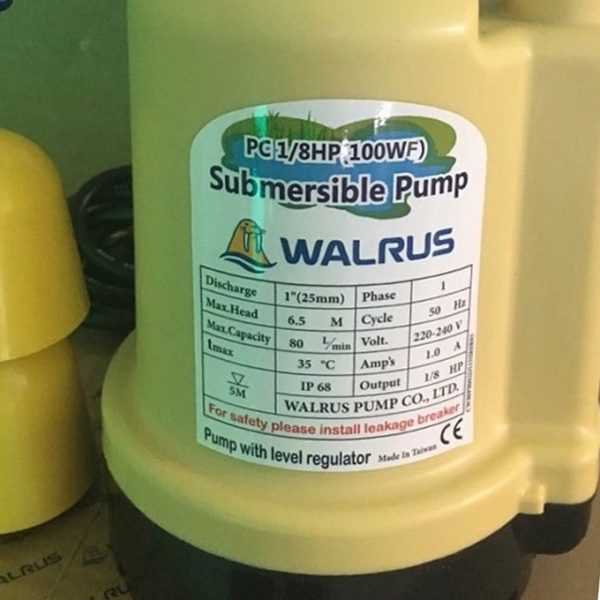 PC 1/8HP (100WF)
Submersible Pump
WALRUS
Discharge 1"(25mm) Phase 1
Max.Head 6.5 M Cycle 50 Hz
Max.Capacity 80 L/min Volt. 220-240 V
tmax 35 °C Amp's 1.0 A
5M IP 68 Output 1/8 HP
WALRUS PUMP CO., LTD.
For safety please install leakage breaker
Pump with level regulator Made In Taiwan CE
ALRUS